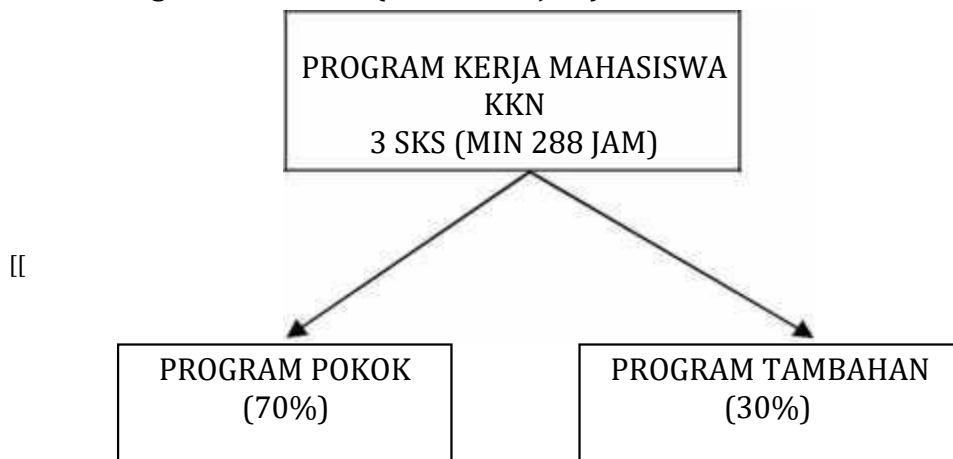 PROGRAM KERJA MAHASISWA
KKN
3 SKS (MIN 288 JAM)
[[
PROGRAM POKOK
(70%)
PROGRAM TAMBAHAN
(30%)